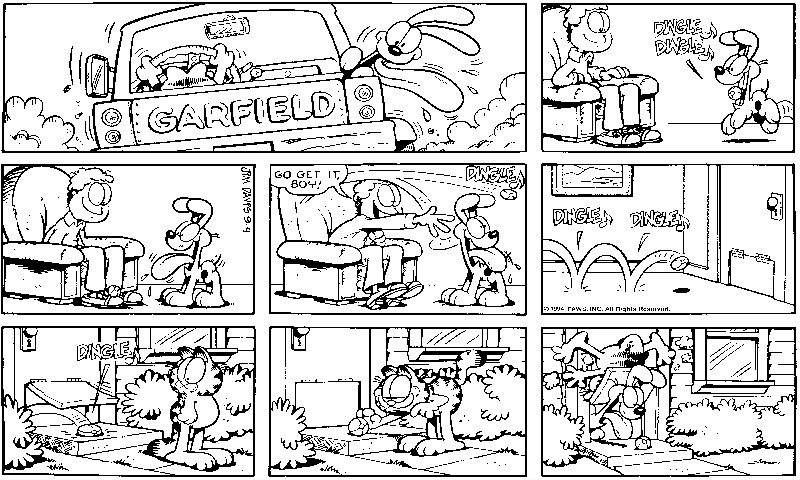 GARFIELD
DINGLE♪
DINGLE♪
JIM DAVIS 9-4
GO GET IT,
BOY!
DINGLE♪
DINGLE♪
DINGLE♪
© 1994 PAWS, INC. All Rights Reserved.
DINGLE♪